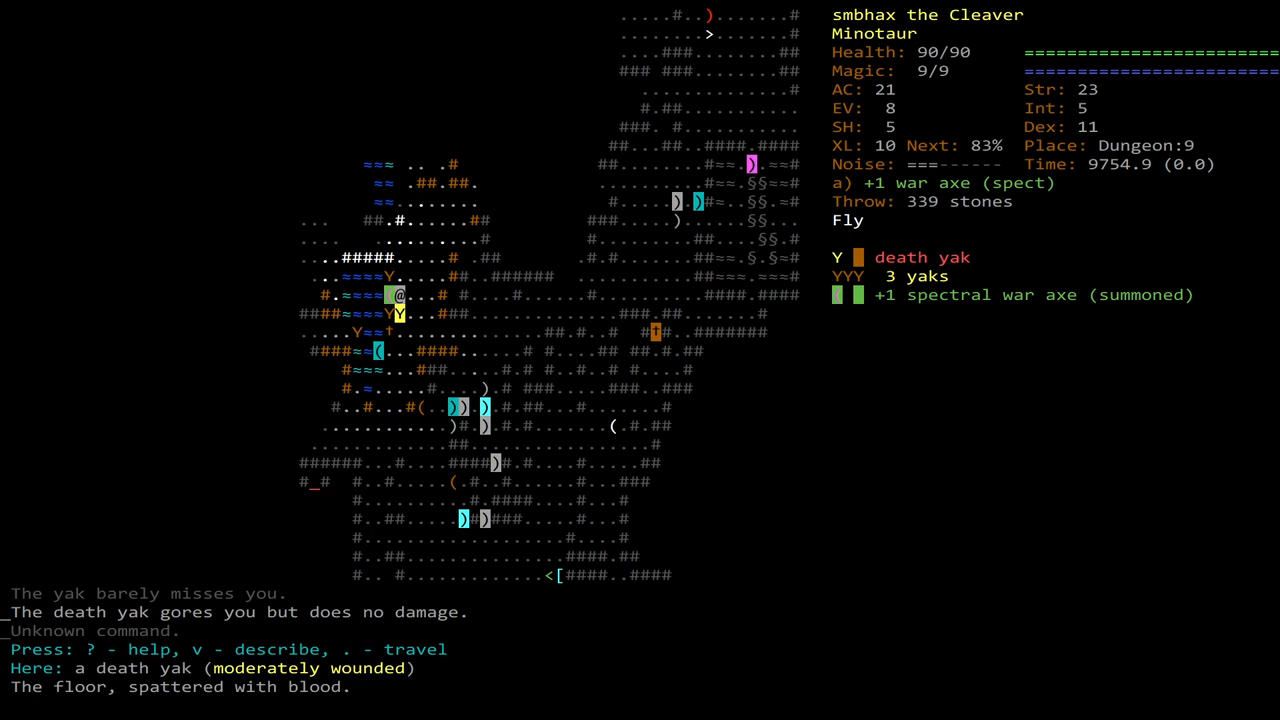 smbhax the Cleaver
Minotaur
Health: 90/90
Magic: 9/9
AC: 21 Str: 23
EV: 8 Int: 5
SH: 5 Dex: 11
XL: 10 Next: 83% Place: Dungeon:9
Noise: ===------ Time: 9754.9 (0.0)
a) +1 war axe (spect)
Throw: 339 stones
Fly
Y death yak
YYY 3 yaks
( +1 spectral war axe (summoned)
The yak barely misses you.
_The death yak gores you but does no damage.
_Unknown command.
Press: ? - help, v - describe, . - travel
Here: a death yak (moderately wounded)
The floor, spattered with blood.